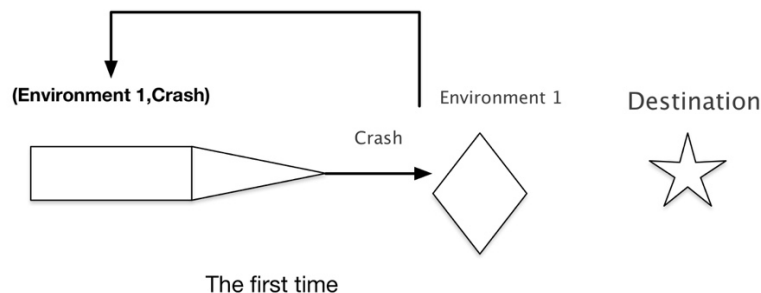 (Environment 1,Crash)
Environment 1
Destination
Crash
The first time